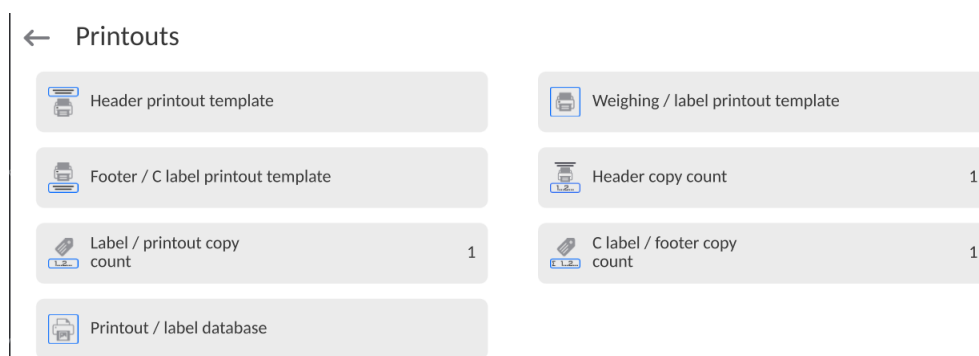 Printouts
Header printout template
Weighing / label printout template
Footer / C label printout template
Header copy count
1
Label / printout copy
count
1
C label / footer copy
count
1
Printout / label database